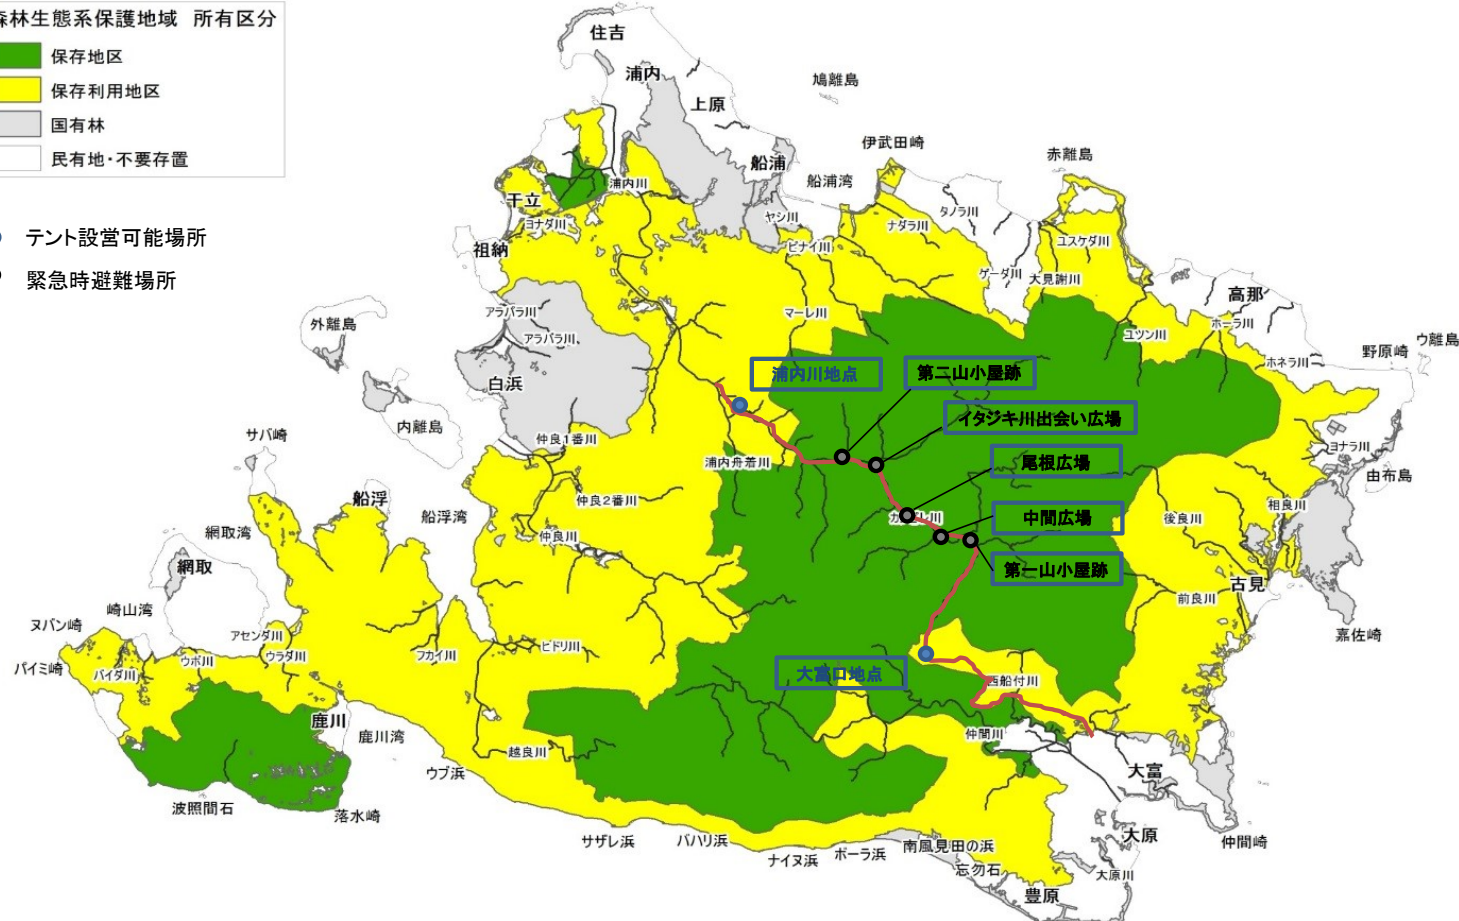 森林生態系保護地域 所有区分
保存地区
保存利用地区
国有林
民有地・不要存置
テント設営可能場所
緊急時避難場所
住吉
浦内
上原
鳩離島
船浦
船浦湾
伊武田崎
赤離島
浦内川
干立
ヨナダ川
祖納
ヤシ川
ピナイ川
ナダラ川
タノラ川
ユスケダ川
ゲーダ川
大見謝川
高那
ホーラ川
ユツン川
ホネラ川
野原崎
ウ離島
外離島
アラバラ川
アラバラ川
マーレ川
白浜
内離島
浦内川地点
第二山小屋跡
イタジキ川出会い広場
尾根広場
中間広場
第一山小屋跡
サバ崎
仲良1番川
浦内舟着川
仲良2番川
ヨナラ川
由布島
船浮
船浮湾
網取湾
仲良川
後良川
相良川
網取
崎山湾
古見
前良川
嘉佐崎
ヌバン崎
アセンダ川
ウラダ川
パイミ崎
パイダ川
ウボ川
フカイ川
ヒドリ川
大富口地点
西船付川
鹿川
鹿川湾
仲間川
越良川
ウブ浜
大富
波照間石
落水崎
サザレ浜
バハリ浜
ナイヌ浜
ボーラ浜
南風見田の浜
忘勿石
豊原
大原
大原川
仲間崎